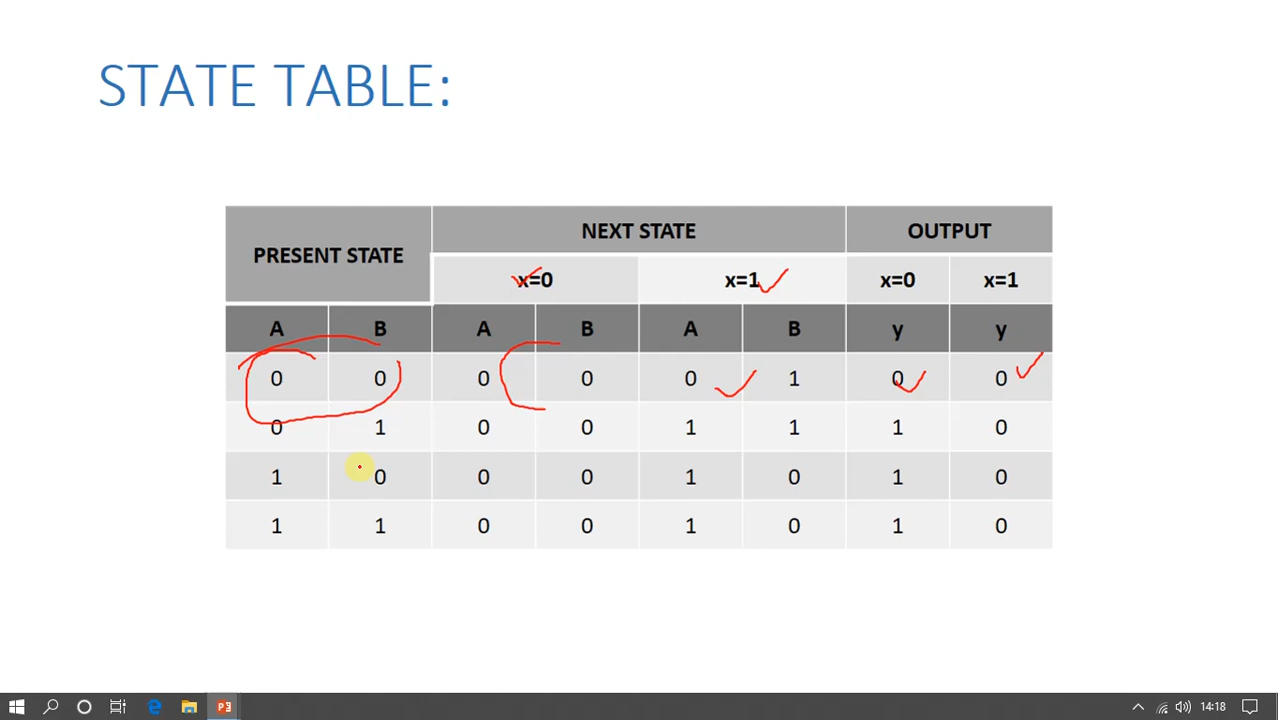 STATE TABLE:
PRESENT STATE NEXT STATE OUTPUT
x=0 x=1 x=0 x=1
A B A B A B y y
0 0 0 0 0 1 0 0
0 1 0 0 1 1 1 0
1 0 0 0 1 0 1 0
1 1 0 0 1 0 1 0
14:18